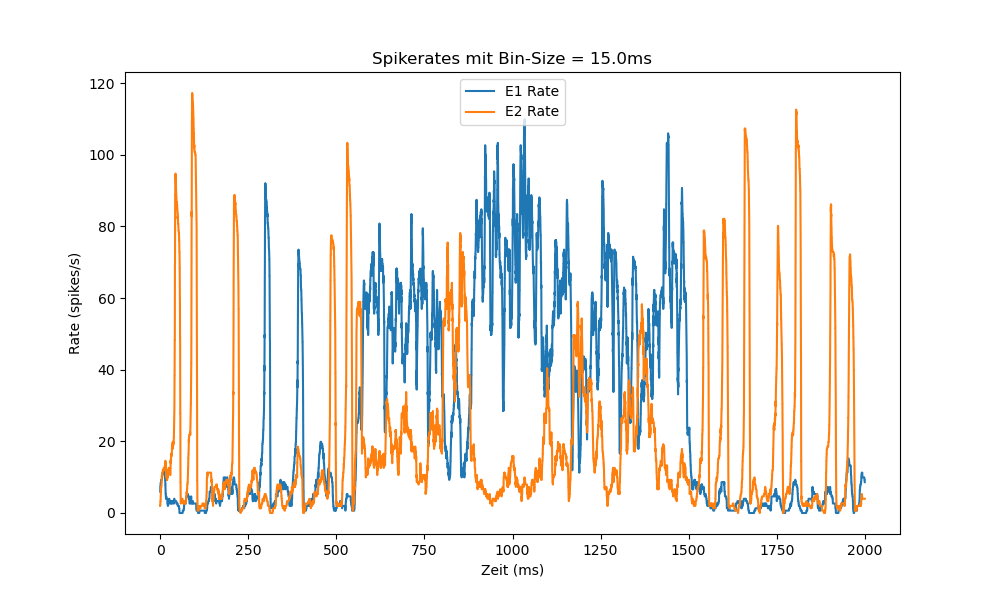 Spikerates mit Bin-Size = 15.0ms
E1 Rate
E2 Rate
Rate (spikes/s)
120
100
80
60
40
20
0
0 250 500 750 1000 1250 1500 1750 2000
Zeit (ms)